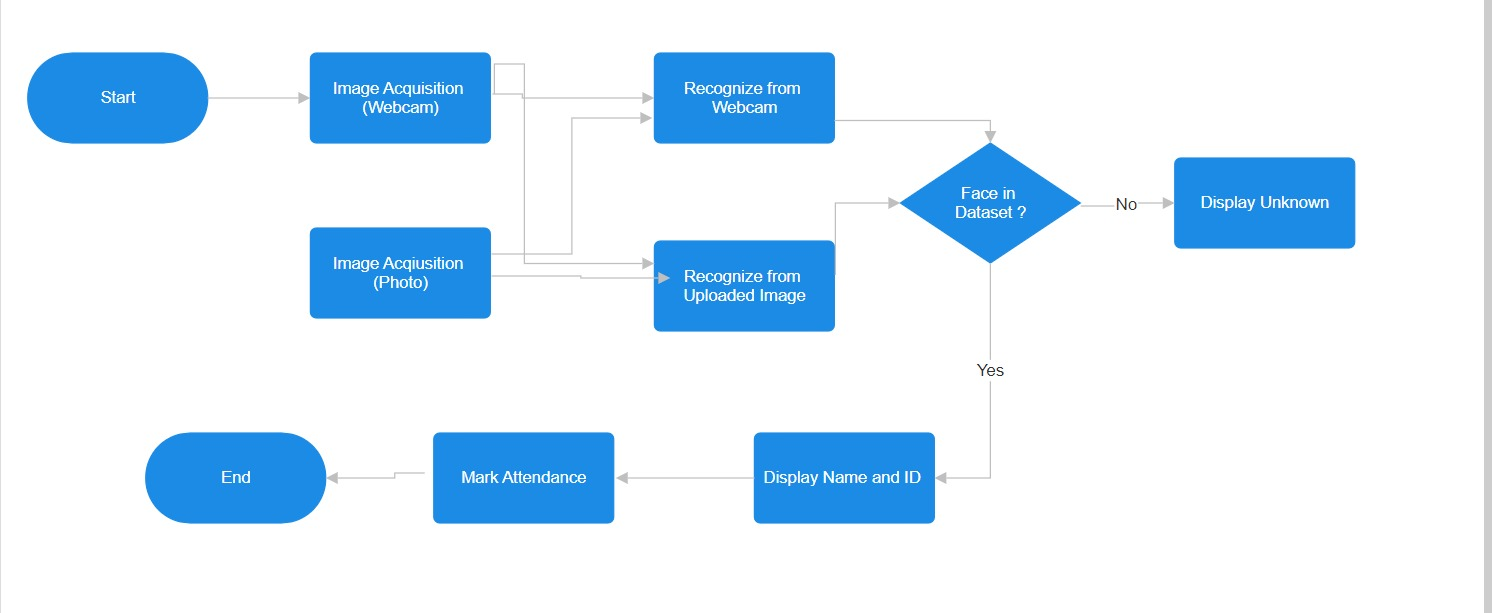 Start
Image Acquisition
(Webcam)
Recognize from
Webcam
Face in
Dataset ?
No
Display Unknown
Image Acqiusition
(Photo)
Recognize from
Uploaded Image
Yes
End
Mark Attendance
Display Name and ID